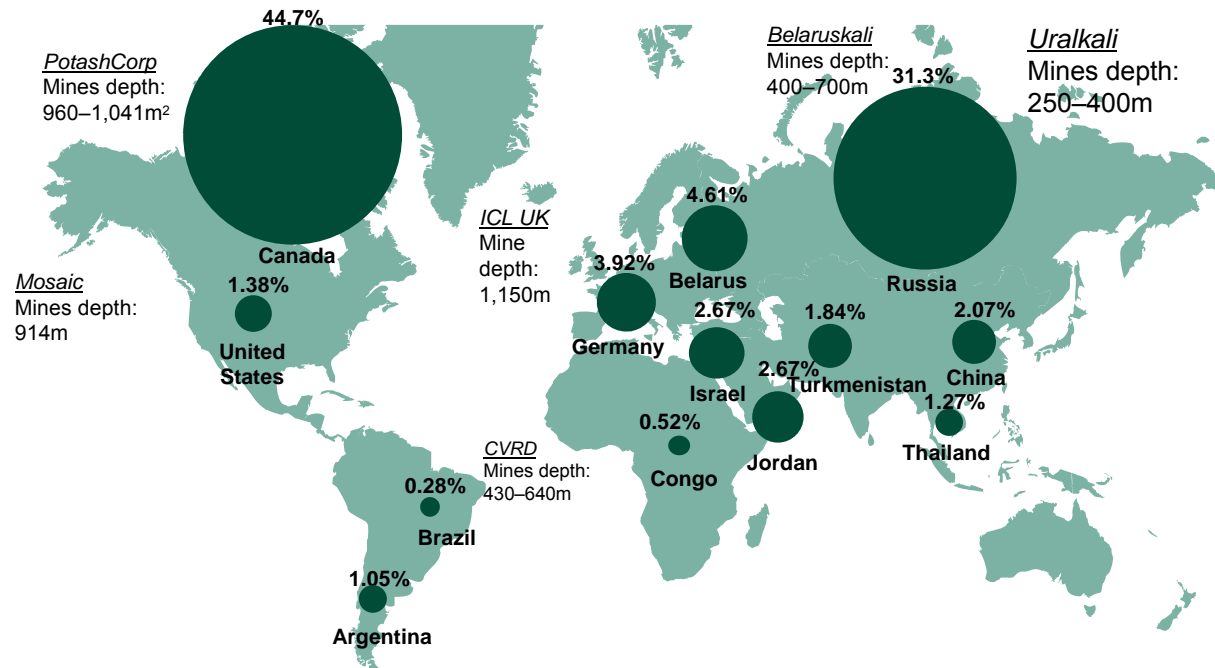 44.7%
PotashCorp
Mines depth:
960–1,041m²
Canada
Mosaic
Mines depth:
914m
1.38%
United
States
ICL UK
Mine
depth:
1,150m
3.92%
Germany
4.61%
Belarus
Belaruskali
Mines depth:
400–700m
31.3%
Russia
Uralkali
Mines depth:
250–400m
2.67%
Israel
2.67%
Jordan
1.84%
Turkmenistan
2.07%
China
1.27%
Thailand
0.52%
Congo
CVRD
Mines depth:
430–640m
0.28%
Brazil
1.05%
Argentina